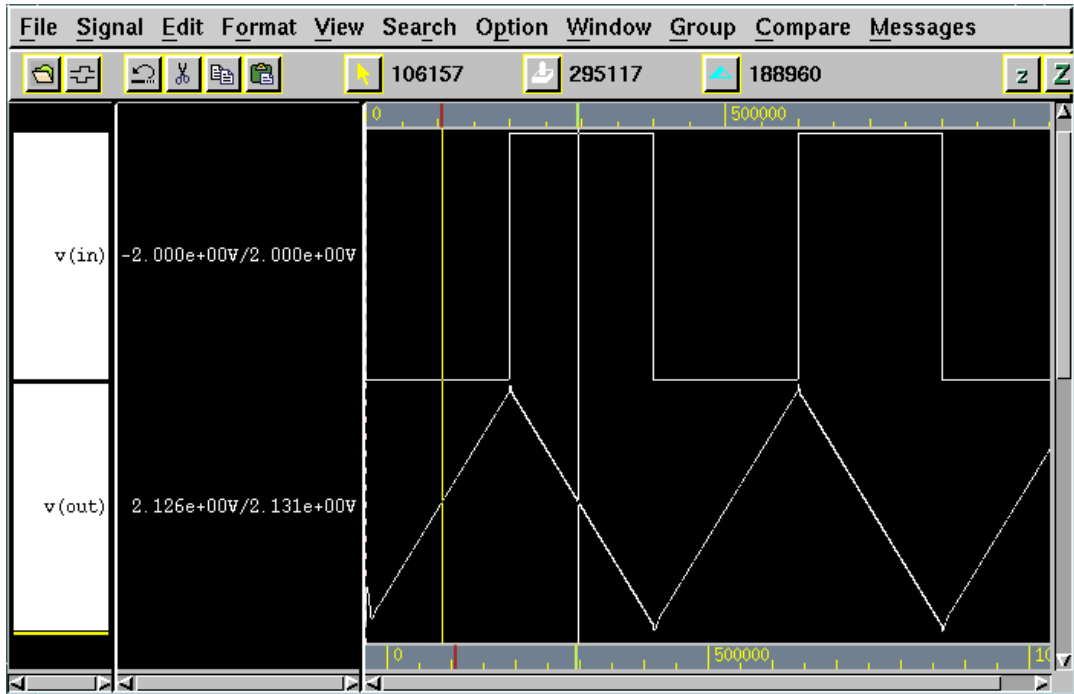 File Signal Edit Format View Search Option Window Group Compare Messages
106157 295117 188960 z Z
0 500000
v(in) -2.000e+00V/2.000e+00V
v(out) 2.126e+00V/2.131e+00V
0 500000 10